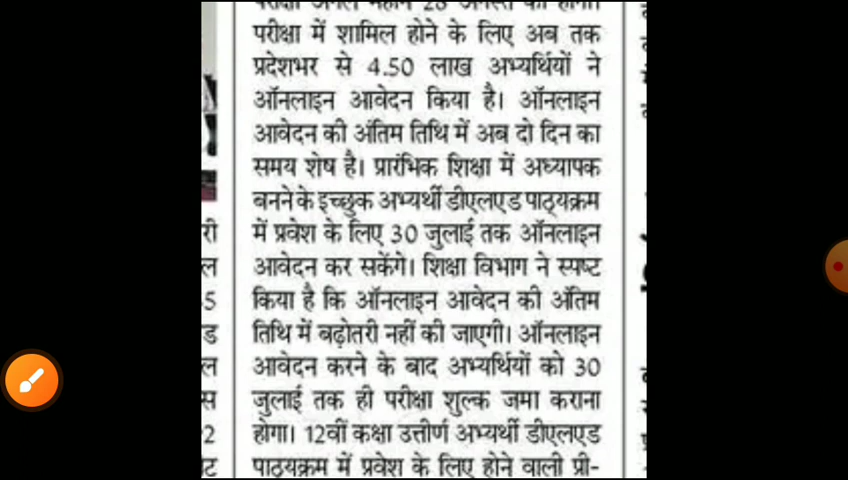 परीक्षा में शामिल होने के लिए अब तक
प्रदेशभर से 4.50 लाख अभ्यर्थियों ने
ऑनलाइन आवेदन किया है। ऑनलाइन
आवेदन की अंतिम तिथि में अब दो दिन का
समय शेष है। प्रारंभिक शिक्षा में अध्यापक
बनने के इच्छुक अभ्यर्थी डीएलएड पाठ्यक्रम
में प्रवेश के लिए 30 जुलाई तक ऑनलाइन
आवेदन कर सकेंगे। शिक्षा विभाग ने स्पष्ट
किया है कि ऑनलाइन आवेदन की अंतिम
तिथि में बढ़ोतरी नहीं की जाएगी। ऑनलाइन
आवेदन करने के बाद अभ्यर्थियों को 30
जुलाई तक ही परीक्षा शुल्क जमा कराना
होगा। 12वीं कक्षा उत्तीर्ण अभ्यर्थी डीएलएड
पाठ्यक्रम में प्रवेश के लिए होने वाली प्री-
री
ल
5
ड
ल
स
2
ट